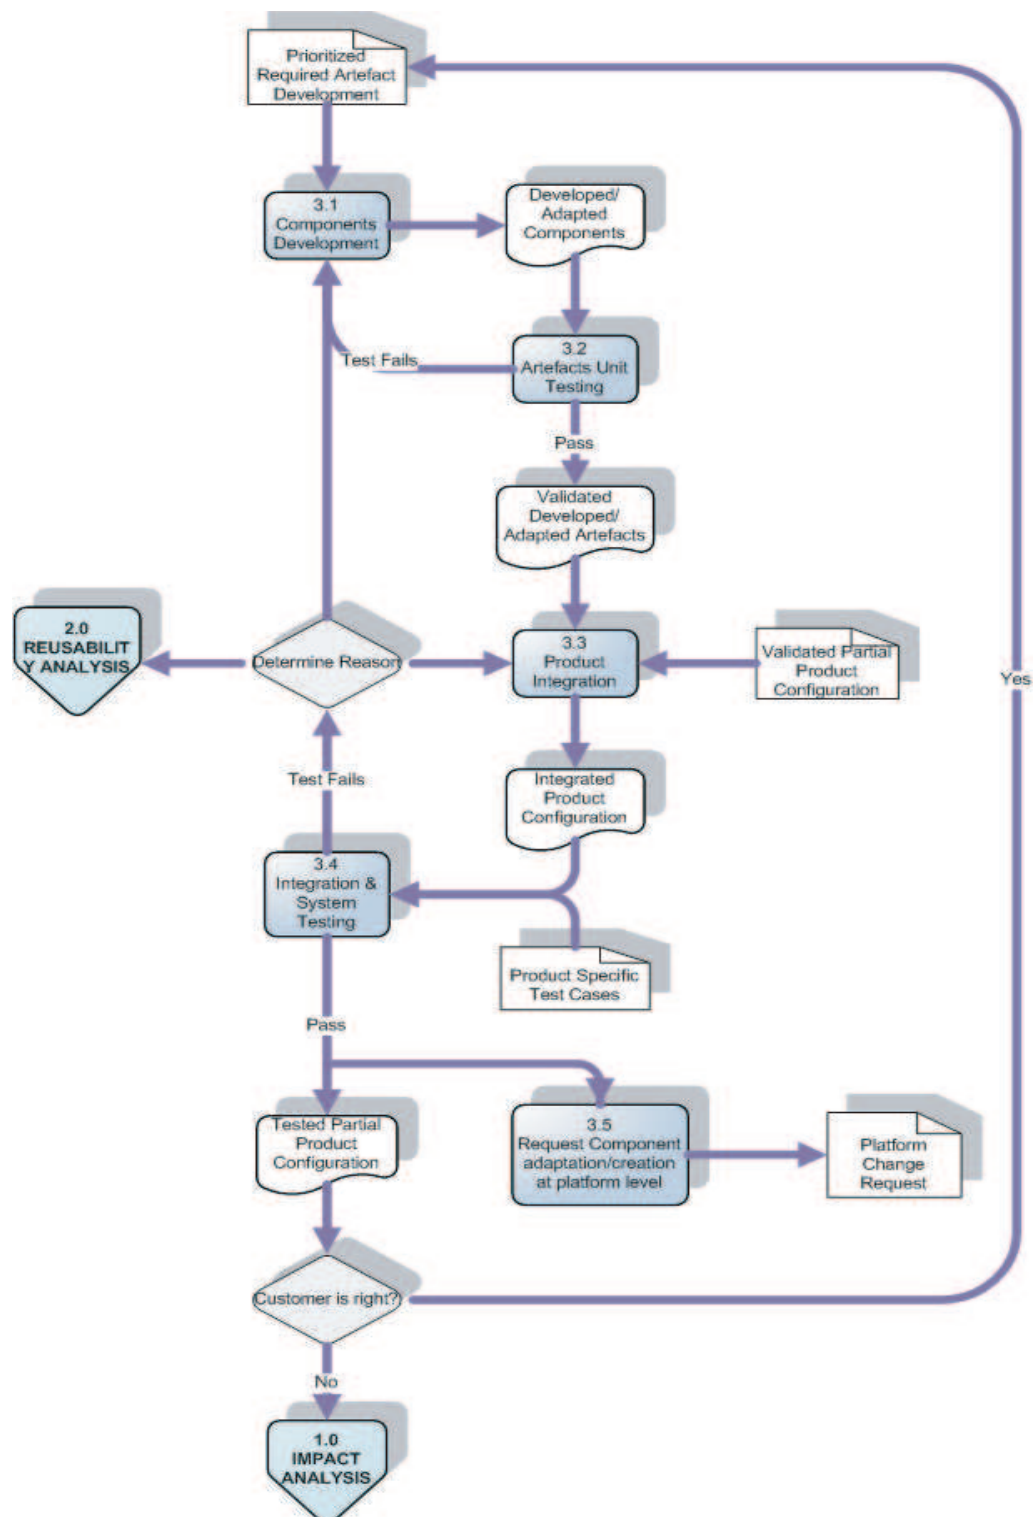 Prioritized
Required Artefact
Development
3.1
Components
Development
Developed/
Adapted
Components
Test Fails
3.2
Artefacts Unit
Testing
Pass
Validated
Developed/
Adapted Artefacts
2.0
REUSABILIT
Y ANALYSIS
Determine Reason
3.3
Product
Integration
Validated Partial
Product
Configuration
Yes
Test Fails
Integrated
Product
Configuration
3.4
Integration &
System
Testing
Product Specific
Test Cases
Pass
Tested Partial
Product
Configuration
3.5
Request Component
adaptation/creation
at platform level
Platform
Change
Request
Customer is right?
No
1.0
IMPACT
ANALYSIS